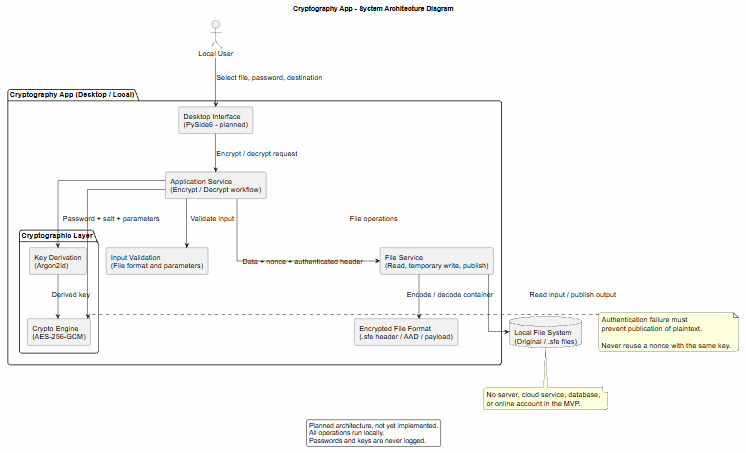 Cryptography App - System Architecture Diagram
Local User
Select file, password, destination
Cryptography App (Desktop / Local)
Desktop Interface
(PySide6 - planned)
Encrypt / decrypt request
Application Service
(Encrypt / Decrypt workflow)
Password + salt + parameters
Validate input
File operations
Cryptographic Layer
Key Derivation
(Argon2id)
Input Validation
(File format and parameters)
Data + nonce + authenticated header
File Service
(Read, temporary write, publish)
Derived key
Encode / decode container
Read input / publish output
Crypto Engine
(AES-256-GCM)
Encrypted File Format
(.sfe header / AAD / payload)
Local File System
(Original / .sfe files)
Authentication failure must
prevent publication of plaintext.
Never reuse a nonce with the same key.
No server, cloud service, database,
or online account in the MVP.
Planned architecture, not yet implemented.
All operations run locally.
Passwords and keys are never logged.